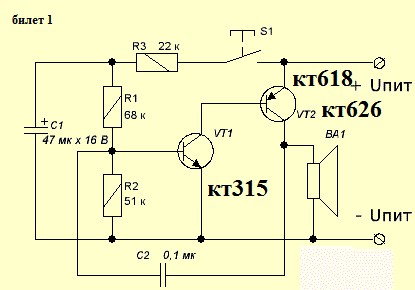 билет 1
S1
R3 22 к
кт618
+ Uпит
R1
68 к
VT2 кт626
C1
47 мк x 16 В
VT1
BA1
R2
51 к
кт315
- Uпит
C2 0,1 мк